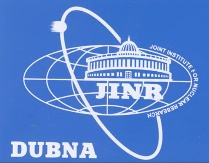 JOINT INSTITUTE FOR NUCLEAR RESEARCH
JINR
DUBNA